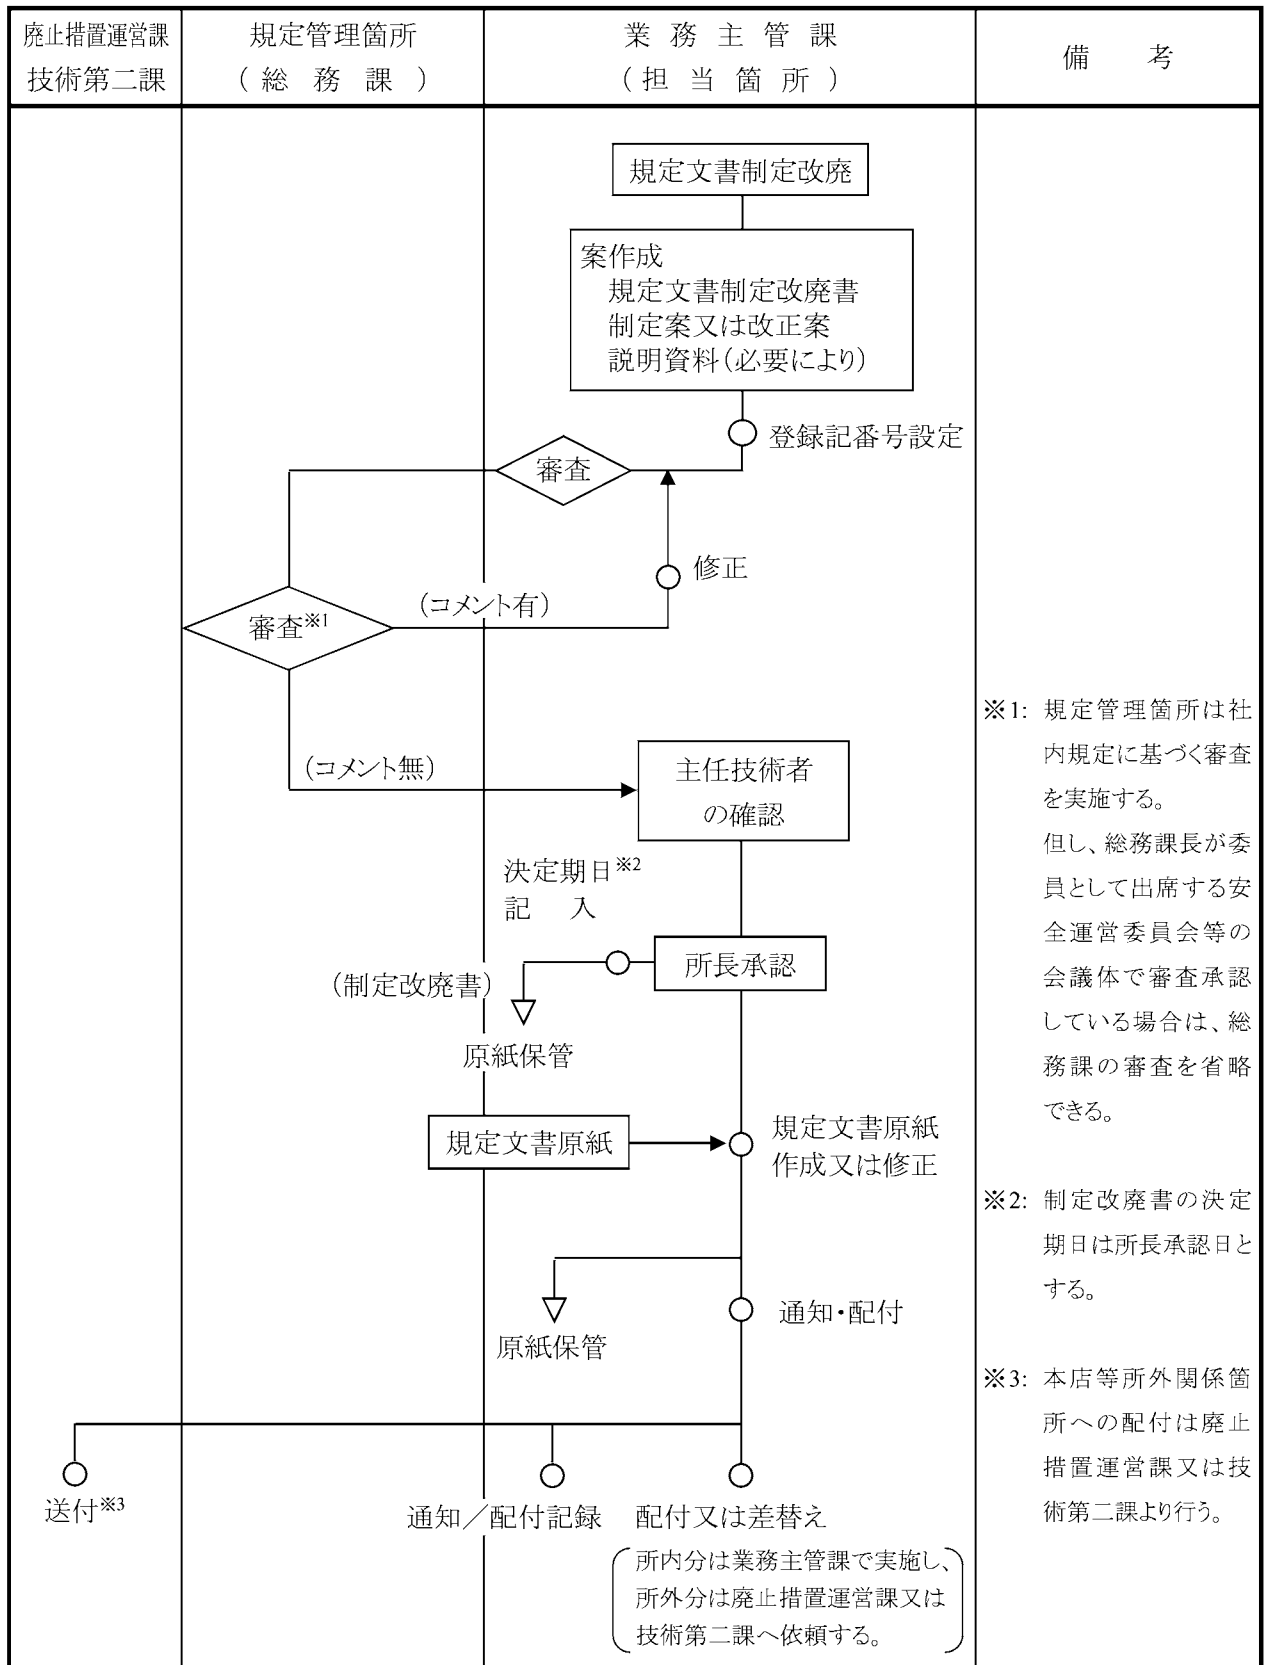 廃止措置運営課
技術第二課
規定管理箇所
(総務課)
業務主管課
(担当箇所)
備考
規定文書制定改廃
案作成
規定文書制定改廃書
制定案又は改正案
説明資料(必要により)
登録記番号設定
審査
修正
(コメント有)
審査※1
(コメント無)
主任技術者
の確認
決定期日※2
記入
所長承認
(制定改廃書)
原紙保管
規定文書原紙
規定文書原紙
作成又は修正
原紙保管
通知・配付
送付※3
通知/配付記録
配付又は差替え
所内分は業務主管課で実施し、
所外分は廃止措置運営課又は
技術第二課へ依頼する。
※1: 規定管理箇所は社
内規定に基づく審査
を実施する。
但し、総務課長が委
員として出席する安
全運営委員会等の
会議体で審査承認
している場合は、総
務課の審査を省略
できる。
※2: 制定改廃書の決定
期日は所長承認日と
する。
※3: 本店等所外関係箇
所への配付は廃止
措置運営課又は技
術第二課より行う。